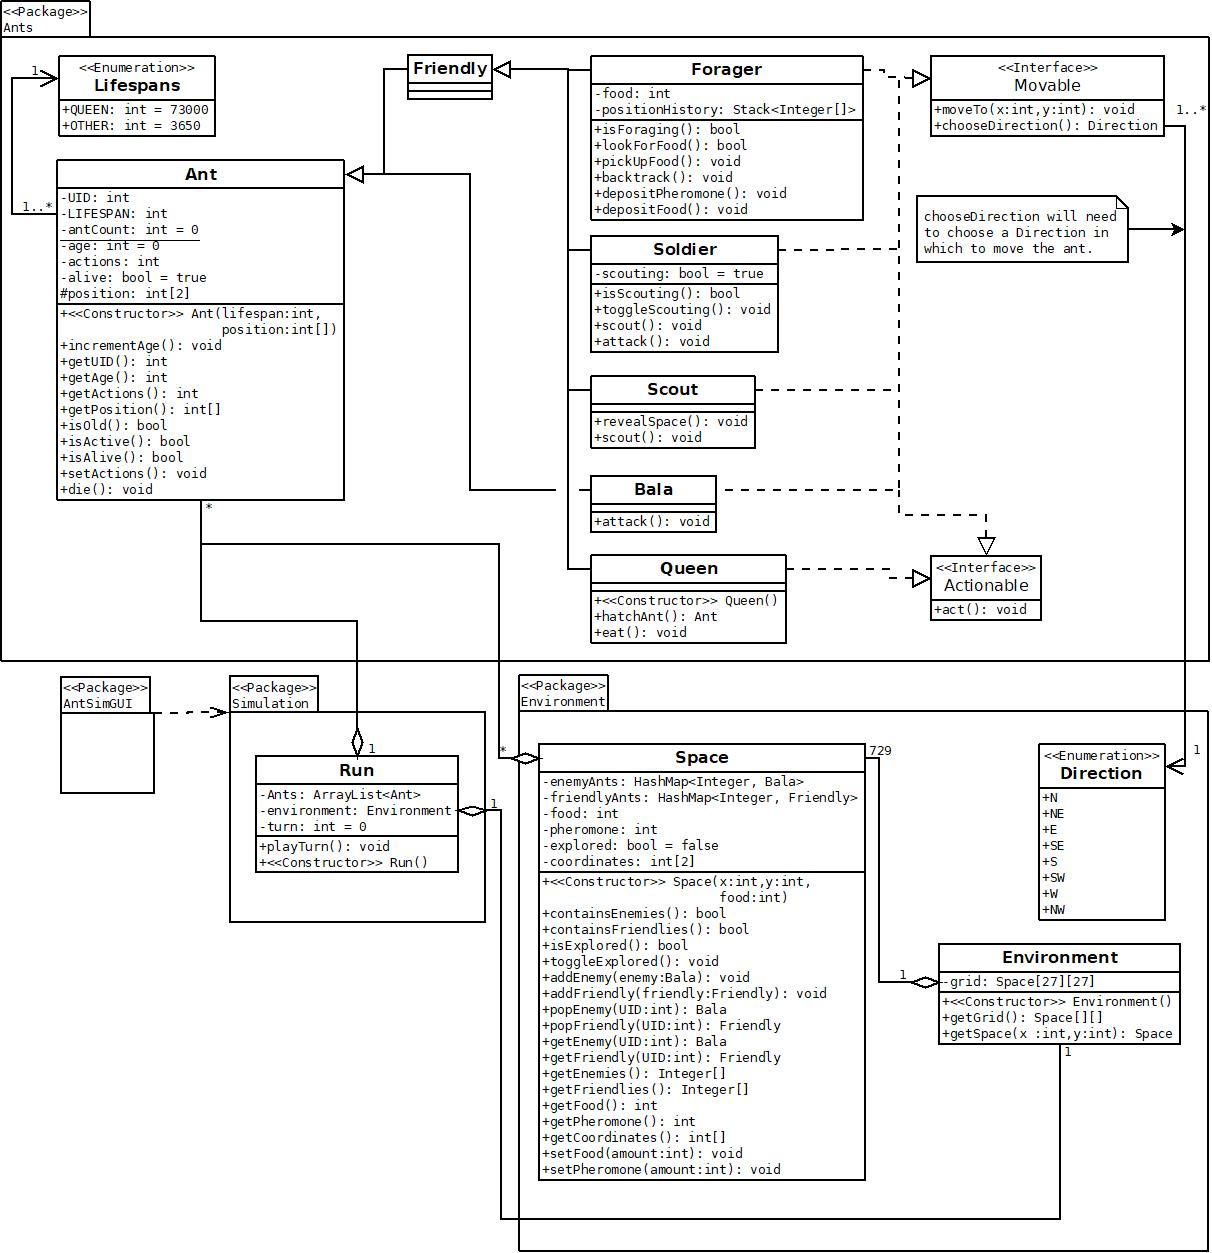 <<Package>>
Ants
<<Enumeration>>
Lifespans
+QUEEN: int = 73000
+OTHER: int = 3650
1
1..*
Ant
-UID: int
-LIFESPAN: int
-antCount: int = 0
-age: int = 0
-actions: int
-alive: bool = true
#position: int[2]
+<<Constructor>> Ant(lifespan:int,
position:int[])
+incrementAge(): void
+getUID(): int
+getAge(): int
+getActions(): int
+getPosition(): int[]
+isOld(): bool
+isActive(): bool
+isAlive(): bool
+setActions(): void
+die(): void
*
Friendly
Forager
-food: int
-positionHistory: Stack<Integer[]>
+isForaging(): bool
+lookForFood(): bool
+pickUpFood(): void
+backtrack(): void
+depositPheromone(): void
+depositFood(): void
Soldier
-scouting: bool = true
+isScouting(): bool
+toggleScouting(): void
+scout(): void
+attack(): void
Scout
+revealSpace(): void
+scout(): void
Bala
+attack(): void
Queen
+<<Constructor>> Queen()
+hatchAnt(): Ant
+eat(): void
<<Interface>>
Movable
+moveTo(x:int,y:int): void
+chooseDirection(): Direction
1..*
chooseDirection will need
to choose a Direction in
which to move the ant.
<<Interface>>
Actionable
+act(): void
<<Package>>
AntSimGUI
<<Package>>
Simulation
1
Run
-Ants: ArrayList<Ant>
-environment: Environment
-turn: int = 0
+playTurn(): void
+<<Constructor>> Run()
1
<<Package>>
Environment
*
Space
-enemyAnts: HashMap<Integer, Bala>
-friendlyAnts: HashMap<Integer, Friendly>
-food: int
-pheromone: int
-explored: bool = false
-coordinates: int[2]
+<<Constructor>> Space(x:int,y:int,
food:int)
+containsEnemies(): bool
+containsFriendlies(): bool
+isExplored(): bool
+toggleExplored(): void
+addEnemy(enemy:Bala): void
+addFriendly(friendly:Friendly): void
+popEnemy(UID:int): Bala
+popFriendly(UID:int): Friendly
+getEnemy(UID:int): Bala
+getFriendly(UID:int): Friendly
+getEnemies(): Integer[]
+getFriendlies(): Integer[]
+getFood(): int
+getPheromone(): int
+getCoordinates(): int[]
+setFood(amount:int): void
+setPheromone(amount:int): void
729
<<Enumeration>>
Direction
+N
+NE
+E
+SE
+S
+SW
+W
+NW
1
1
Environment
-grid: Space[27][27]
+<<Constructor>> Environment()
+getGrid(): Space[][]
+getSpace(x :int,y:int): Space
1